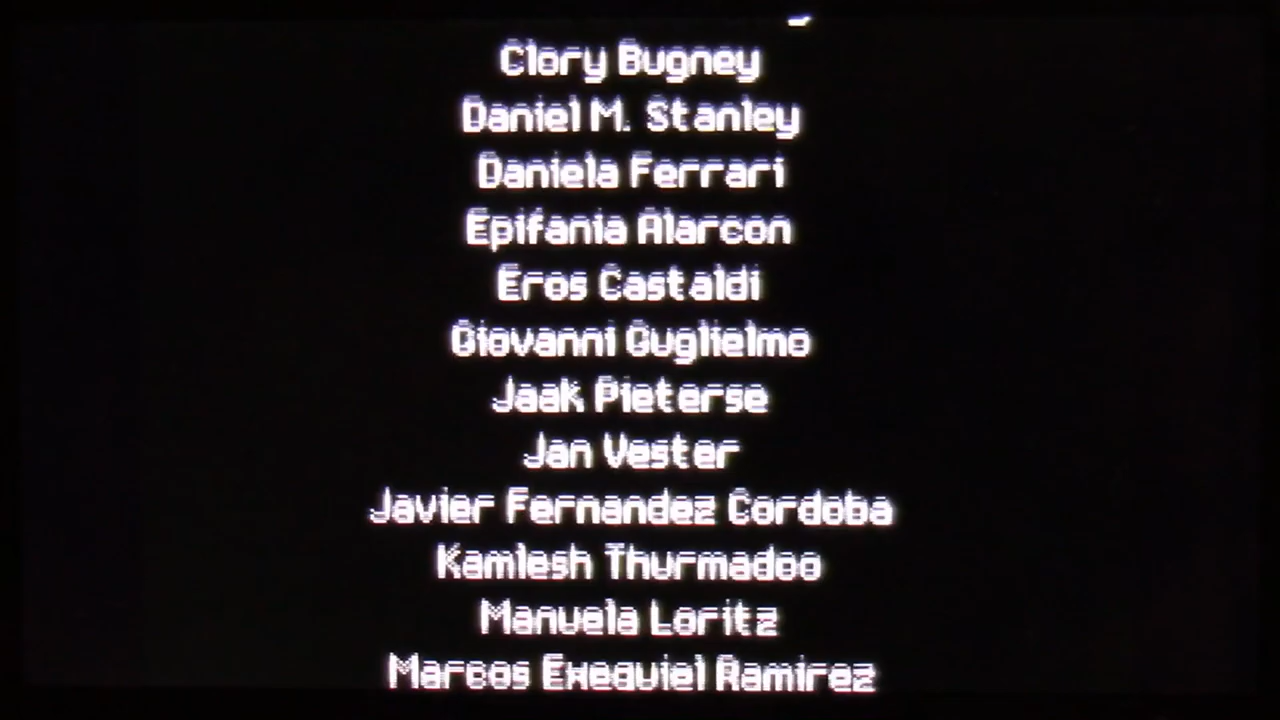 Clory Bugney
Daniel M. Stanley
Daniela Ferrari
Epifania Alarcon
Eros Castaldi
Giovanni Guglielmo
Jaak Pieterse
Jan Vester
Javier Fernandez Cordoba
Kamlesh Thurmadoo
Manuela Loritz
Marcos Exequiel Ramirez